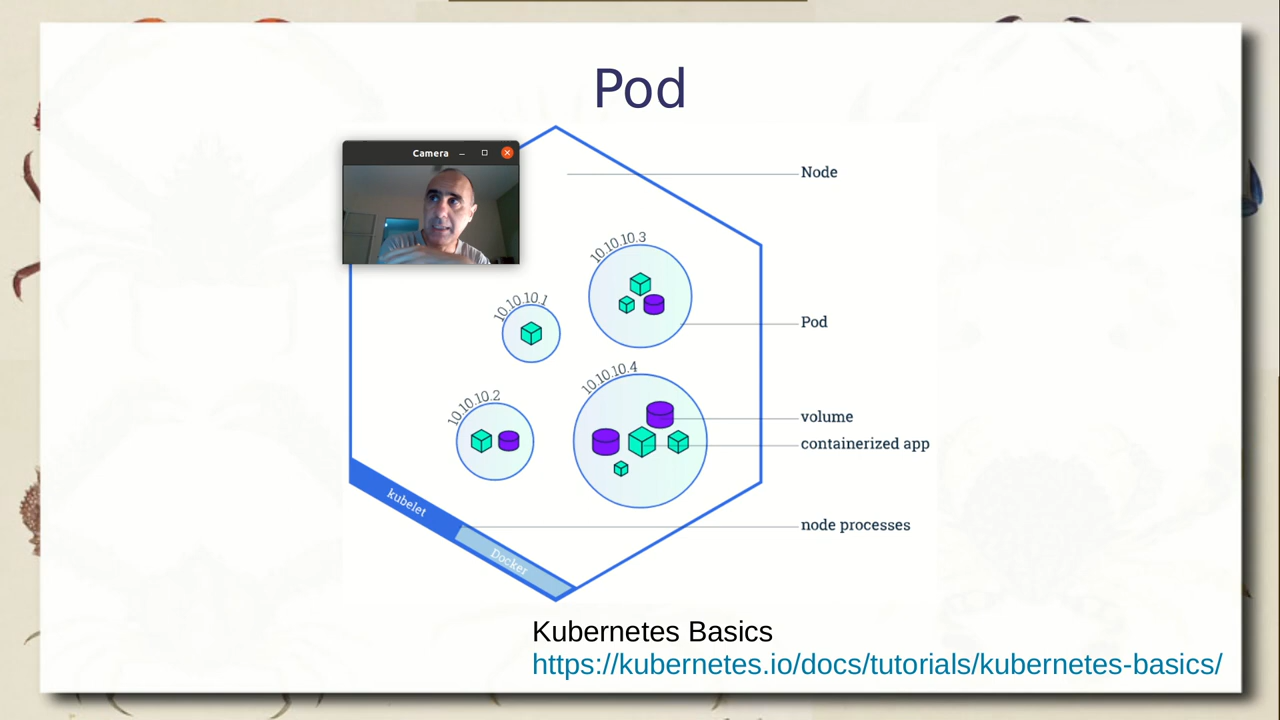 Pod
Camera
Node
10.10.10.3
10.10.10.1
Pod
10.10.10.4
10.10.10.2
volume
containerized app
kubelet
node processes
Docker
Kubernetes Basics
https://kubernetes.io/docs/tutorials/kubernetes-basics/